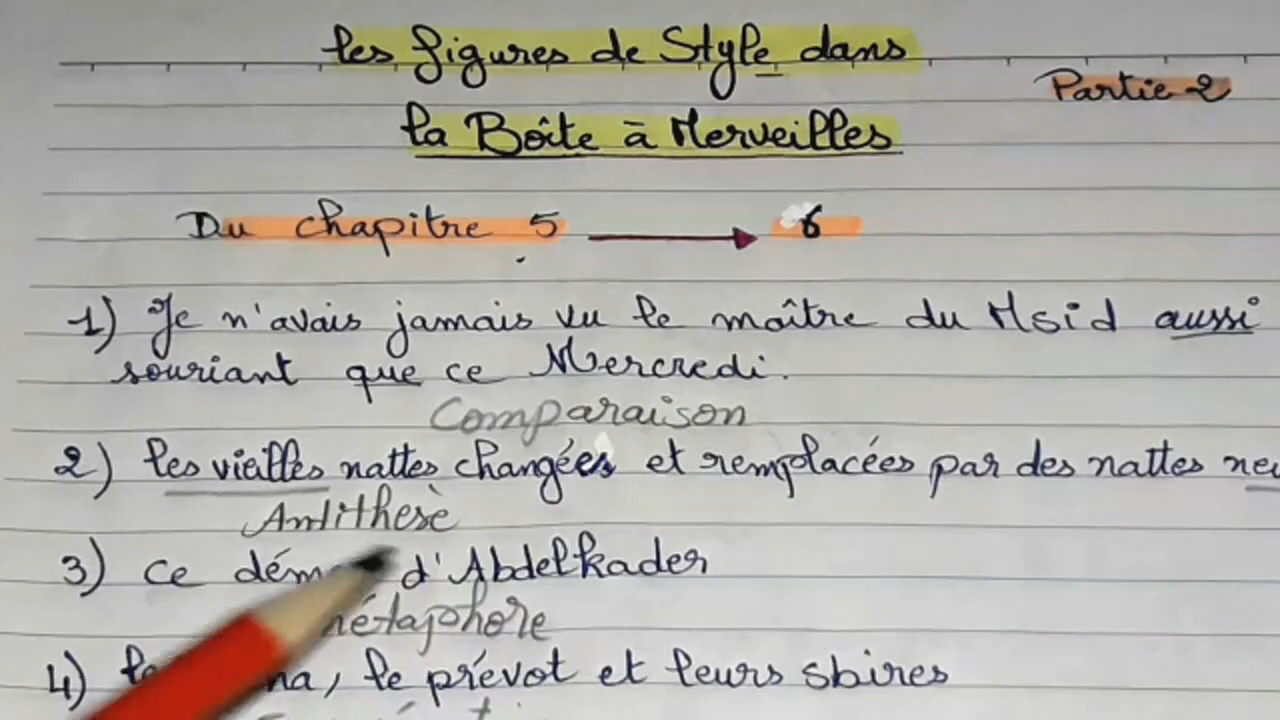 les figures de Style dans
Partie 2
la Boîte à Merveilles
Du chapitre 5 → 6
1) Je n'avais jamais vu le maître du Msid aussi
souriant que ce Mercredi.
Comparaison
2) les vieilles nattes changées et remplacées par des nattes
Antithèse
3) ce d'Abdelkader
métaphore
4) le prévot et leurs sbires